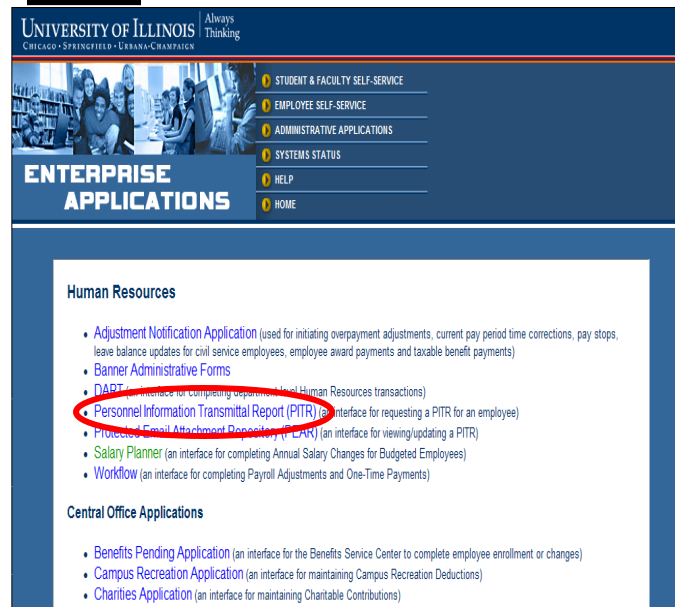 UNIVERSITY OF ILLINOIS
Always
Thinking
CHICAGO • SPRINGFIELD • URBANA-CHAMPAIGN
STUDENT & FACULTY SELF-SERVICE
EMPLOYEE SELF-SERVICE
ADMINISTRATIVE APPLICATIONS
SYSTEMS STATUS
HELP
HOME
ENTERPRISE
APPLICATIONS
Human Resources
• Adjustment Notification Application (used for initiating overpayment adjustments, current pay period time corrections, pay stops,
leave balance updates for civil service employees, employee award payments and taxable benefit payments)
• Banner Administrative Forms
• DART (an interface for completing department level Human Resources transactions)
• Personnel Information Transmittal Report (PITR) (an interface for requesting a PITR for an employee)
• Protected Email Attachment Repository (PEAR) (an interface for viewing/updating a PITR)
• Salary Planner (an interface for completing Annual Salary Changes for Budgeted Employees)
• Workflow (an interface for completing Payroll Adjustments and One-Time Payments)
Central Office Applications
• Benefits Pending Application (an interface for the Benefits Service Center to complete employee enrollment or changes)
• Campus Recreation Application (an interface for maintaining Campus Recreation Deductions)
• Charities Application (an interface for maintaining Charitable Contributions)